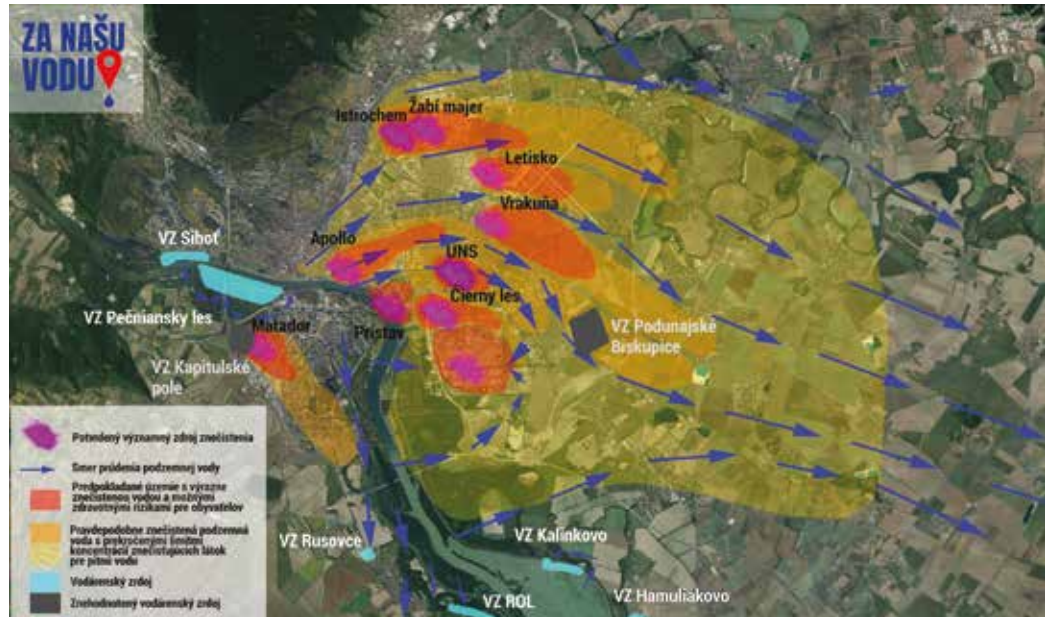 ZA NAŠU
VODU
Istrochem
Žabí majer
Letisko
Vrakuňa
VZ Sihoť
Apollo
UNS
Čierny les
VZ Pečniansky les
Matador
Prístav
VZ Podunajské
Biskupice
VZ Kapitulské
pole
Potvrdený významný zdroj znečistenia
Smer prúdenia podzemnej vody
Predpokladané územie s výrazne
znečistenou vodou a možnými
zdravotnými rizikami pre obyvateľov
Pravdepodobne znečistená podzemná
voda s prekročenými limitmi
koncentrácií znečisťujúcich látok
pre pitnú vodu
Vodárenský zrdoj
Znehodnotený vodárenský zrdoj
VZ Rusovce
VZ Kalinkovo
VZ ROL
VZ Hamuliakovo